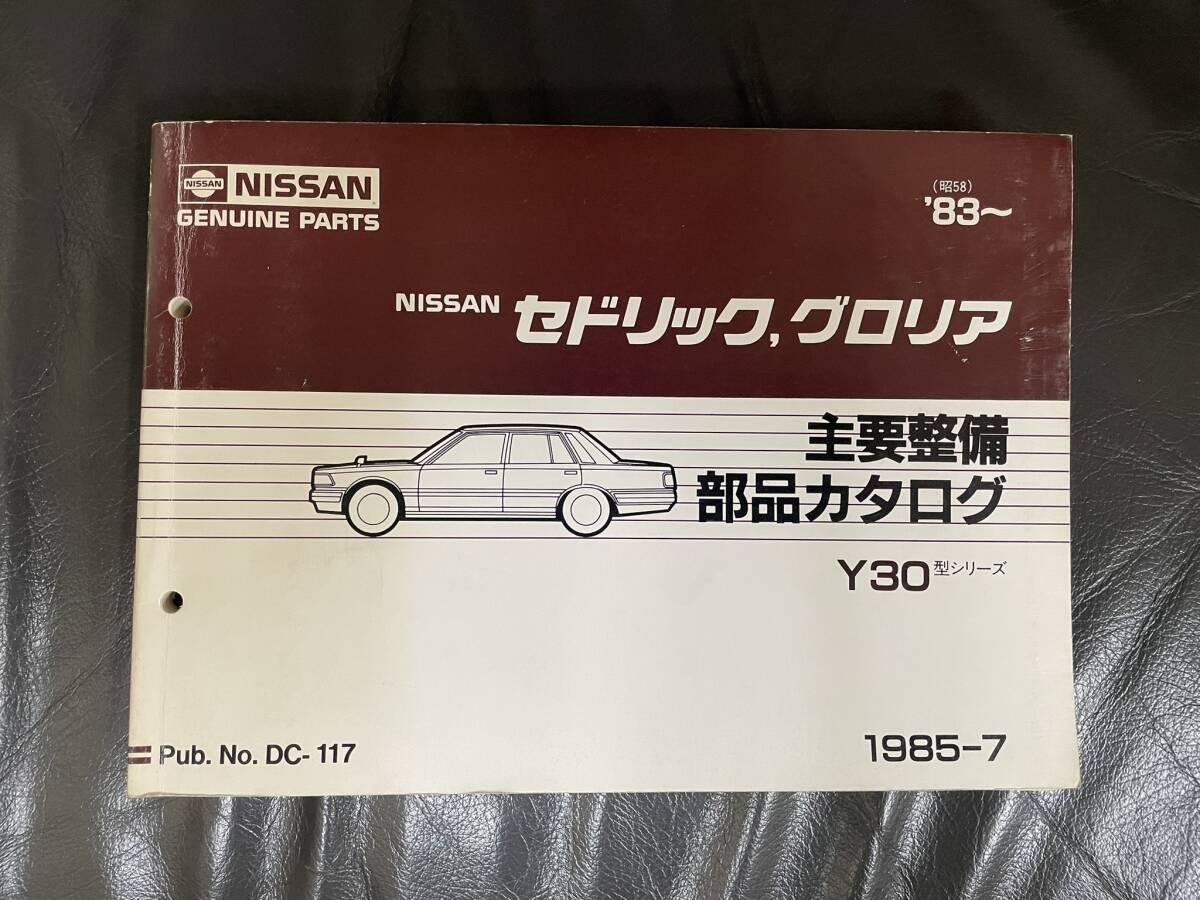 NISSAN NISSAN
GENUINE PARTS
(昭58)
'83～
NISSAN セドリック,グロリア
主要整備
部品カタログ
Y30型シリーズ
Pub. No. DC-117
1985-7